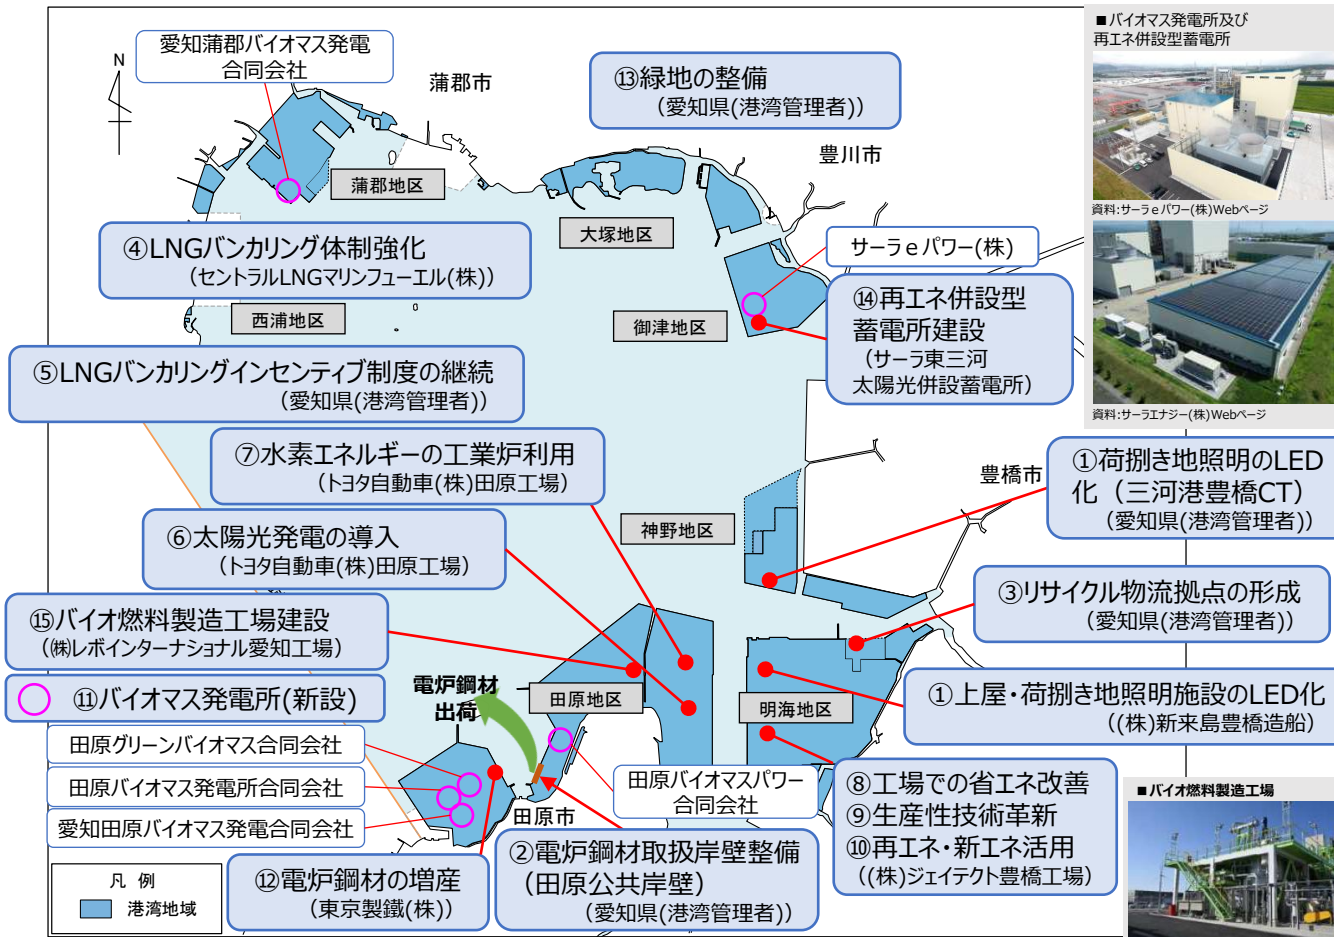 愛知蒲郡バイオマス発電
合同会社
N
蒲郡市
⑬緑地の整備
(愛知県(港湾管理者))
豊川市
■バイオマス発電所及び
再エネ併設型蓄電所
資料:サーラeパワー(株)Webページ
蒲郡地区
大塚地区
④LNGバンカリング体制強化
(セントラルLNGマリンフューエル(株))
サーラeパワー(株)
西浦地区
御津地区
⑭再エネ併設型
蓄電所建設
(サーラ東三河
太陽光併設蓄電所)
⑤LNGバンカリングインセンティブ制度の継続
(愛知県(港湾管理者))
資料:サーラエナジー(株)Webページ
⑦水素エネルギーの工業炉利用
(トヨタ自動車(株)田原工場)
豊橋市
①荷捌き地照明のLED
化(三河港豊橋CT)
(愛知県(港湾管理者))
⑥太陽光発電の導入
(トヨタ自動車(株)田原工場)
神野地区
③リサイクル物流拠点の形成
(愛知県(港湾管理者))
⑮バイオ燃料製造工場建設
(㈱レボインターナショナル愛知工場)
⑪バイオマス発電所(新設)
電炉鋼材
出荷
田原地区
明海地区
①上屋・荷捌き地照明施設のLED化
((株)新来島豊橋造船)
田原グリーンバイオマス合同会社
田原バイオマス発電所合同会社
愛知田原バイオマス発電合同会社
田原バイオマスパワー
合同会社
田原市
⑧工場での省エネ改善
⑨生産性技術革新
⑩再エネ・新エネ活用
((株)ジェイテクト豊橋工場)
■バイオ燃料製造工場
②電炉鋼材取扱岸壁整備
(田原公共岸壁)
(愛知県(港湾管理者))
⑫電炉鋼材の増産
(東京製鐵(株))
凡 例
港湾地域